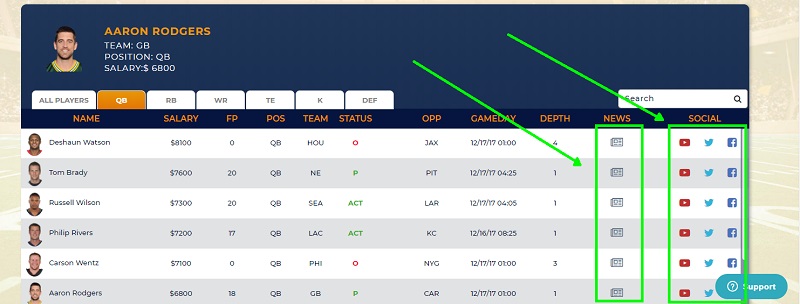 AARON RODGERS
TEAM: GB
POSITION: QB
SALARY:$ 6800
ALL PLAYERS QB RB WR TE K DEF Search
NAME SALARY FP POS TEAM STATUS OPP GAMEDAY DEPTH NEWS SOCIAL
Deshaun Watson $8100 0 QB HOU O JAX 12/17/17 01:00 4
Tom Brady $7600 20 QB NE P PIT 12/17/17 04:25 1
Russell Wilson $7300 20 QB SEA ACT LAR 12/17/17 04:05 1
Philip Rivers $7200 17 QB LAC ACT KC 12/16/17 08:25 1
Carson Wentz $7100 0 QB PHI O NYG 12/17/17 01:00 3
Aaron Rodgers $6800 18 QB GB P CAR 12/17/17 01:00 1
Support